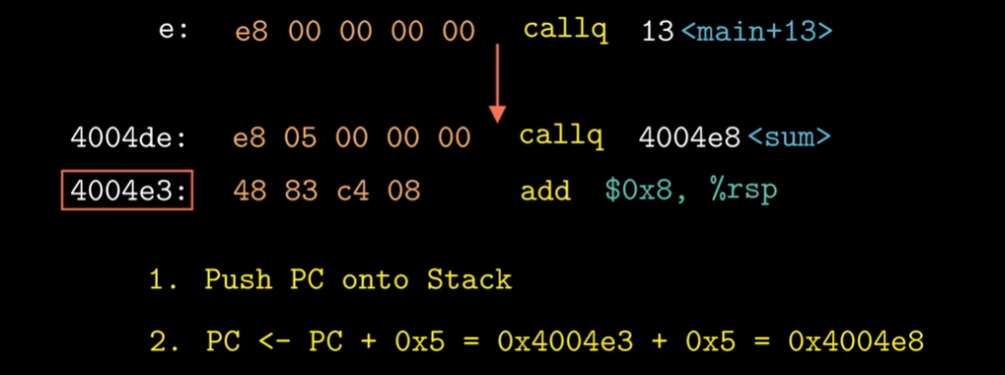 e: e8 00 00 00 00 callq 13 <main+13>
4004de: e8 05 00 00 00 callq 4004e8 <sum>
4004e3: 48 83 c4 08 add $0x8, %rsp
1. Push PC onto Stack
2. PC <- PC + 0x5 = 0x4004e3 + 0x5 = 0x4004e8